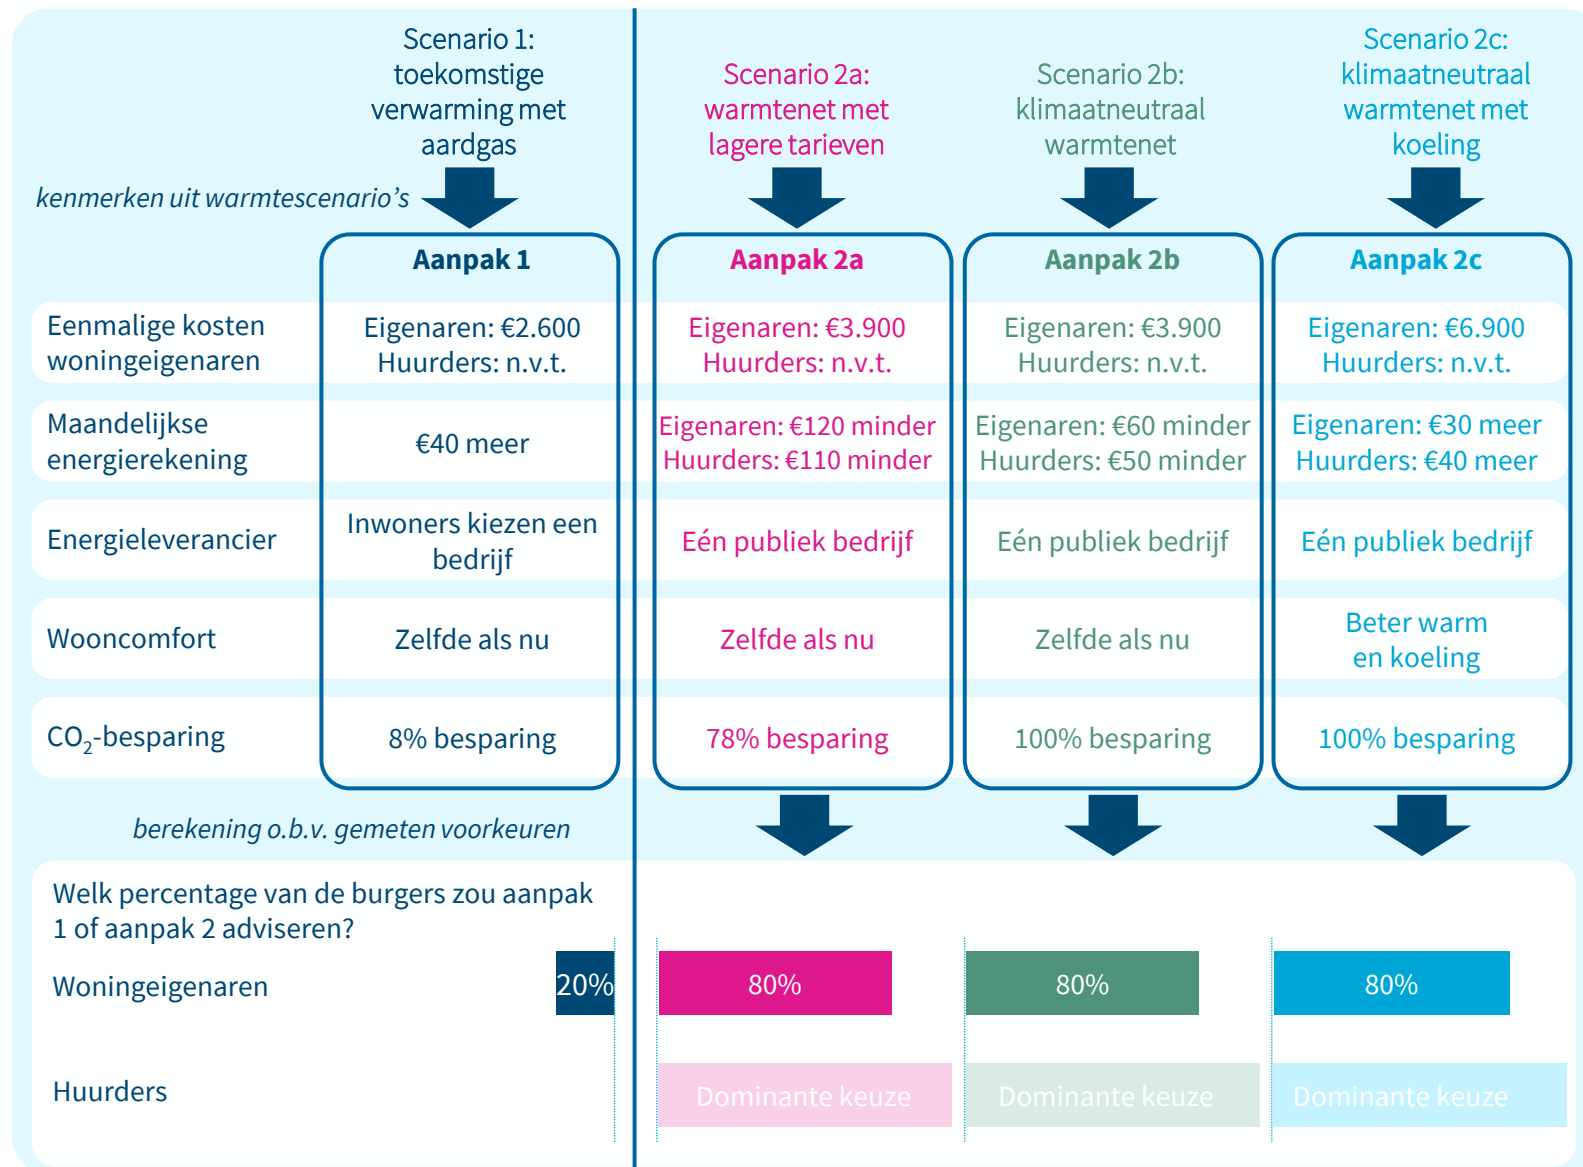 Scenario 1:
toekomstige
verwarming met
aardgas
Scenario 2a:
warmtenet met
lagere tarieven
Scenario 2b:
klimaatneutraal
warmtenet
Scenario 2c:
klimaatneutraal
warmtenet met
koeling
kenmerken uit warmtescenario’s
Aanpak 1
Aanpak 2a
Aanpak 2b
Aanpak 2c
Eenmalige kosten
woningeigenaren
Eigenaren: €2.600
Huurders: n.v.t.
Eigenaren: €3.900
Huurders: n.v.t.
Eigenaren: €3.900
Huurders: n.v.t.
Eigenaren: €6.900
Huurders: n.v.t.
Maandelijkse
energierekening
€40 meer
Eigenaren: €120 minder
Huurders: €110 minder
Eigenaren: €60 minder
Huurders: €50 minder
Eigenaren: €30 meer
Huurders: €40 meer
Energieleverancier
Inwoners kiezen een
bedrijf
Eén publiek bedrijf
Eén publiek bedrijf
Eén publiek bedrijf
Wooncomfort
Zelfde als nu
Zelfde als nu
Zelfde als nu
Beter warm
en koeling
CO₂-besparing
8% besparing
78% besparing
100% besparing
100% besparing
berekening o.b.v. gemeten voorkeuren
Welk percentage van de burgers zou aanpak
1 of aanpak 2 adviseren?
Woningeigenaren
20%
80%
80%
80%
Huurders
Dominante keuze
Dominante keuze
Dominante keuze